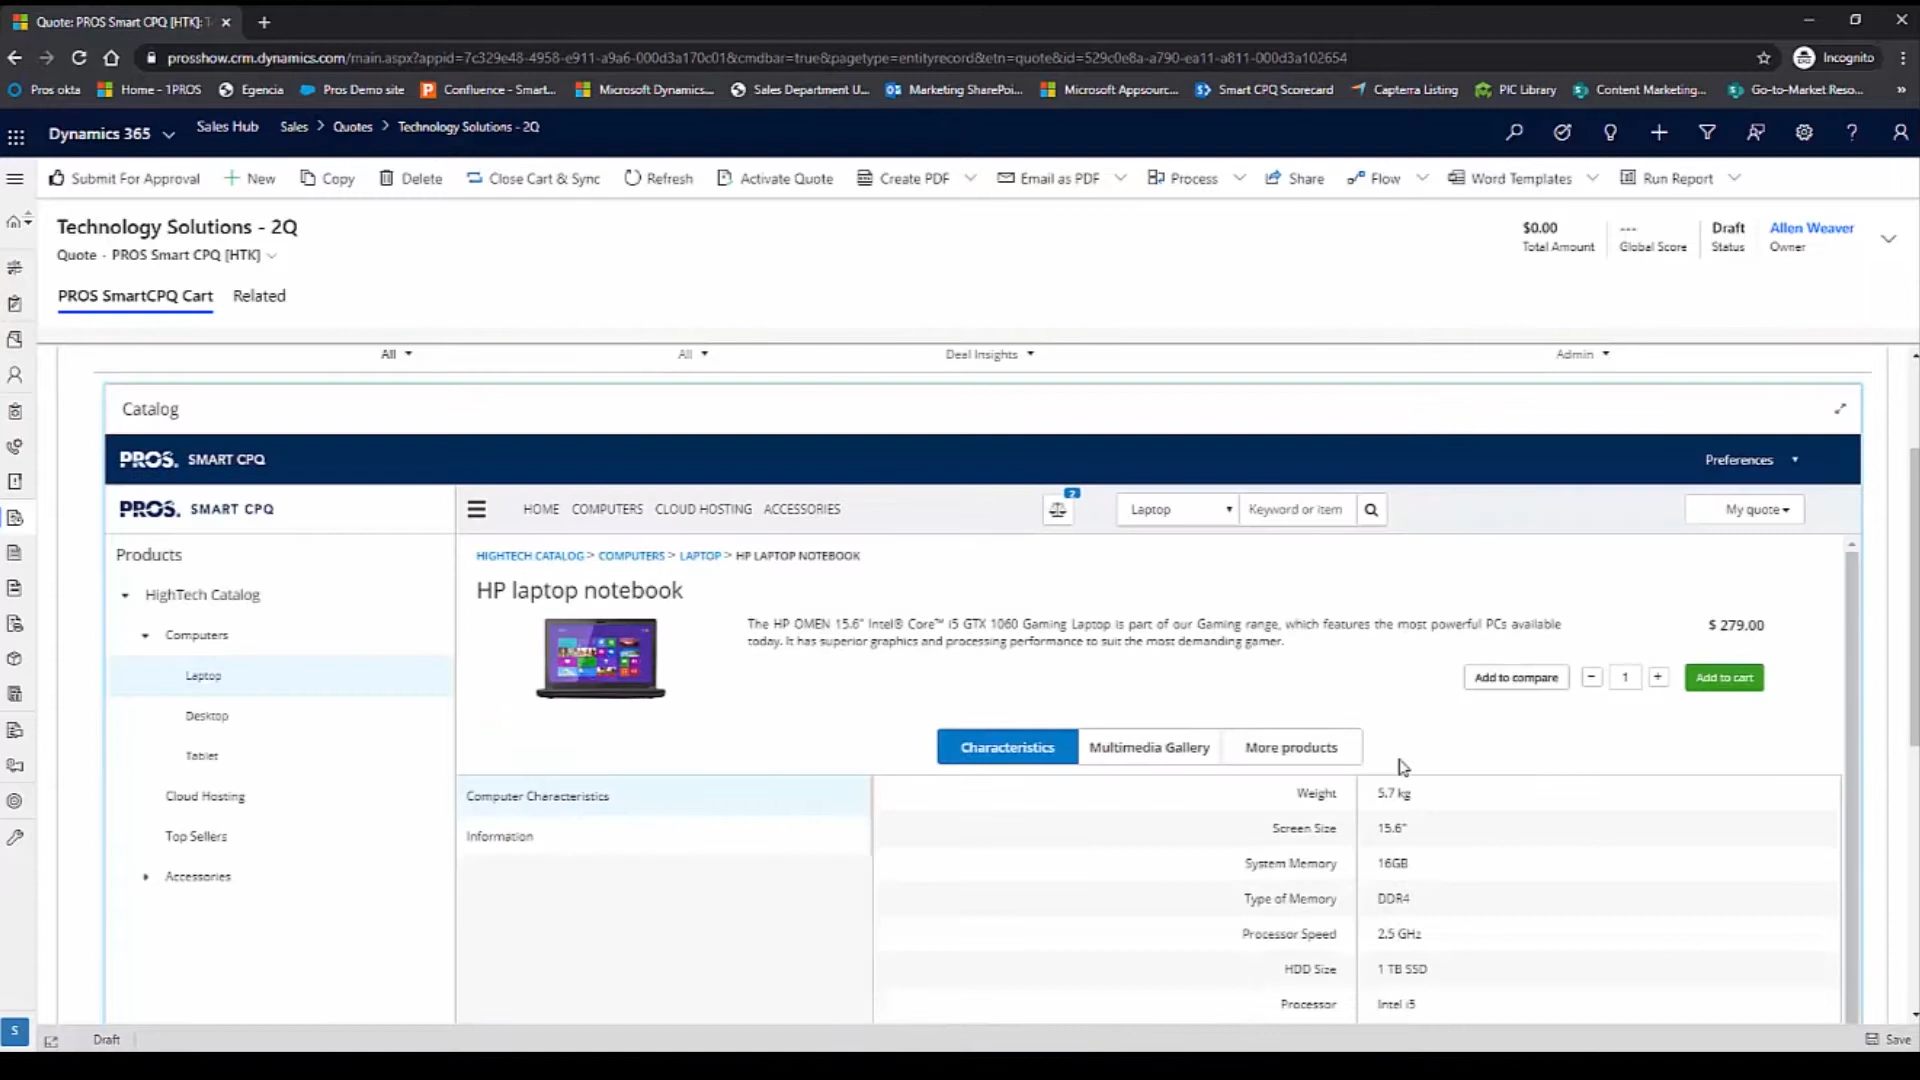 Quote: PROS Smart CPQ [HTK]: T
prosshow.crm.dynamics.com/main.aspx?appid=7c329e48-4958-e911-a9a6-000d3a170c01&cmdbar=true&pagetype=entityrecord&etn=quote&id=529c0e8a-a790-ea11-a811-000d3a102654
Incognito
Pros okta Home - 1PROS Egencia Pros Demo site Confluence - Smart... Microsoft Dynamics... Sales Department U... Marketing SharePoi... Microsoft Appsourc... Smart CPQ Scorecard Capterra Listing PIC Library Content Marketing... Go-to-Market Reso... »
Dynamics 365 Sales Hub Sales > Quotes > Technology Solutions - 2Q
Submit For Approval New Copy Delete Close Cart & Sync Refresh Activate Quote Create PDF Email as PDF Process Share Flow Word Templates Run Report
Technology Solutions - 2Q
Quote - PROS Smart CPQ [HTK]
$0.00 --- Draft Allen Weaver
Total Amount Global Score Status Owner
PROS SmartCPQ Cart Related
All All Deal Insights Admin
Catalog
PROS. SMART CPQ Preferences
PROS. SMART CPQ HOME COMPUTERS CLOUD HOSTING ACCESSORIES 2 Laptop Keyword or item My quote
Products
HighTech Catalog
Computers
Laptop
Desktop
Tablet
Cloud Hosting
Top Sellers
Accessories
HIGHTECH CATALOG > COMPUTERS > LAPTOP > HP LAPTOP NOTEBOOK
HP laptop notebook
The HP OMEN 15.6" Intel® Core™ i5 GTX 1060 Gaming Laptop is part of our Gaming range, which features the most powerful PCs available
today. It has superior graphics and processing performance to suit the most demanding gamer.
$ 279.00
Add to compare - 1 + Add to cart
Characteristics Multimedia Gallery More products
Computer Characteristics
Information
Weight 5.7 kg
Screen Size 15.6"
System Memory 16GB
Type of Memory DDR4
Processor Speed 2.5 GHz
HDD Size 1 TB SSD
Processor Intel i5
S Draft Save